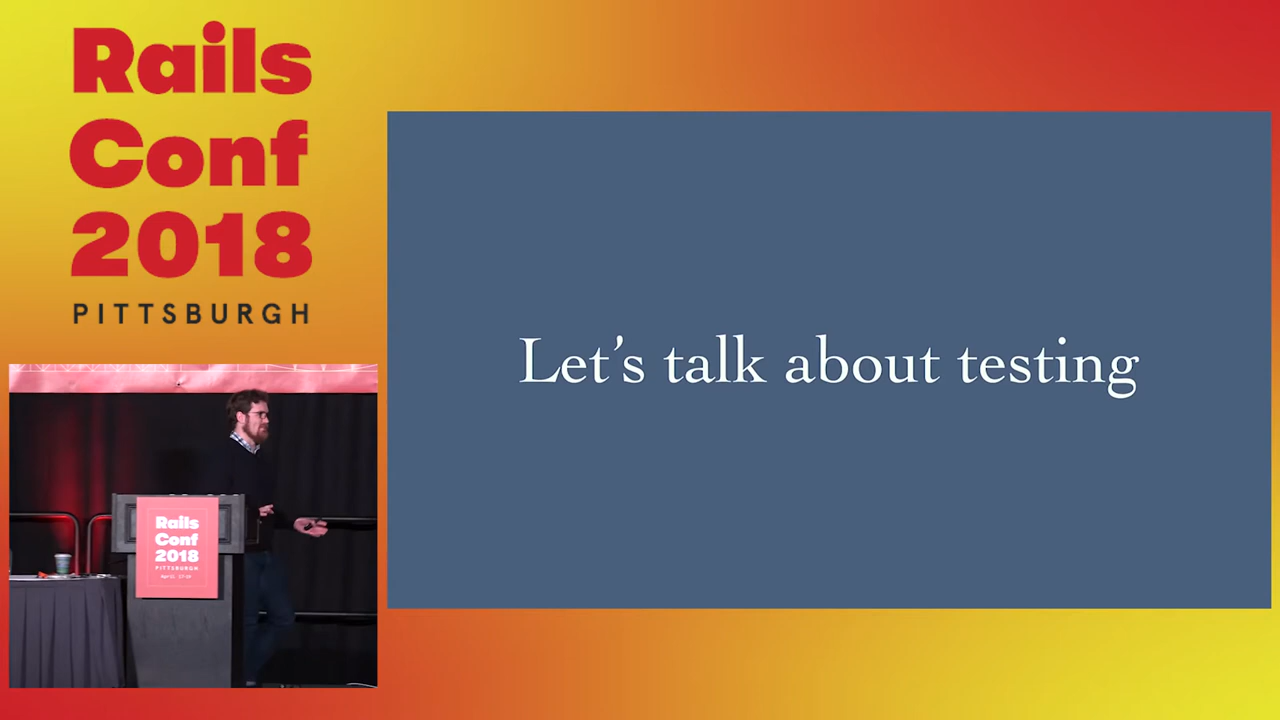 Rails
Conf
2018
PITTSBURGH
Let's talk about testing
Rails
Conf
2018
PITTSBURGH